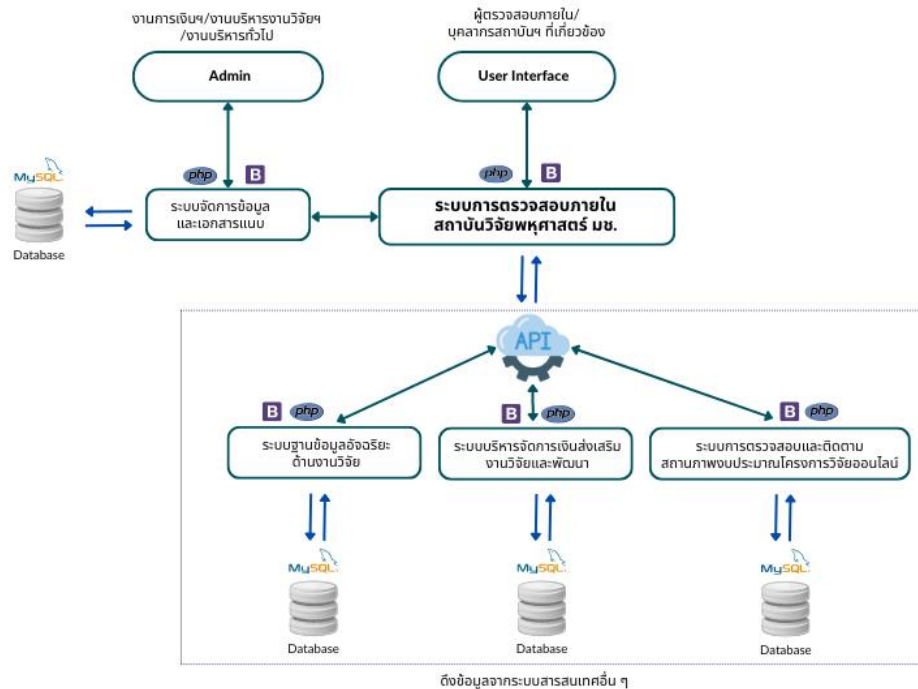 งานการเงินฯ/งานบริหารงานวิจัยฯ
/งานบริหารทั่วไป
ผู้ตรวจสอบภายใน/
บุคลากรสถาบันฯ ที่เกี่ยวข้อง
Admin
User Interface
php
B
php
B
MySQL
Database
ระบบจัดการข้อมูล
และเอกสารแนบ
ระบบการตรวจสอบภายใน
สถาบันวิจัยพหุศาสตร์ มช.
API
B
php
B
php
B
php
ระบบฐานข้อมูลอัจฉริยะ
ด้านงานวิจัย
ระบบบริหารจัดการเงินส่งเสริม
งานวิจัยและพัฒนา
ระบบการตรวจสอบและติดตาม
สถานภาพงบประมาณโครงการวิจัยออนไลน์
MySQL
MySQL
MySQL
Database
Database
Database
ดึงข้อมูลจากระบบสารสนเทศอื่น ๆ